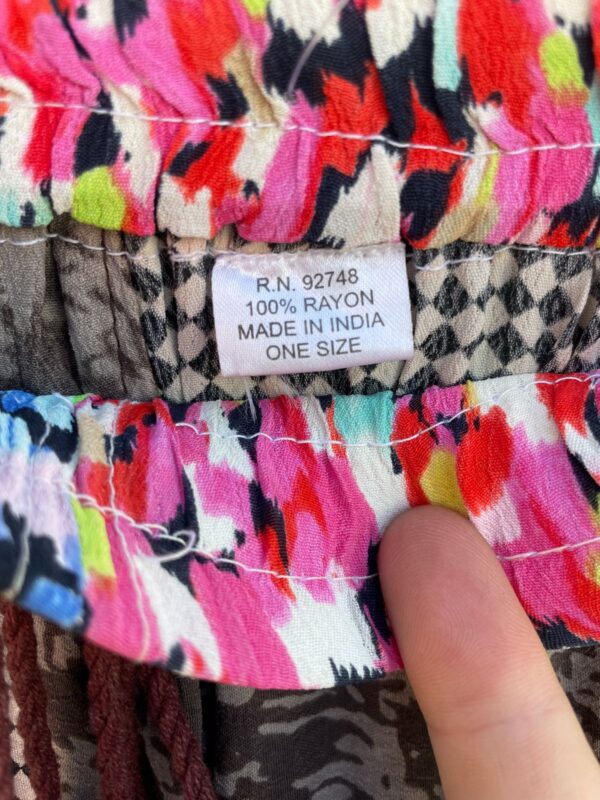 R.N. 92748
100% RAYON
MADE IN INDIA
ONE SIZE